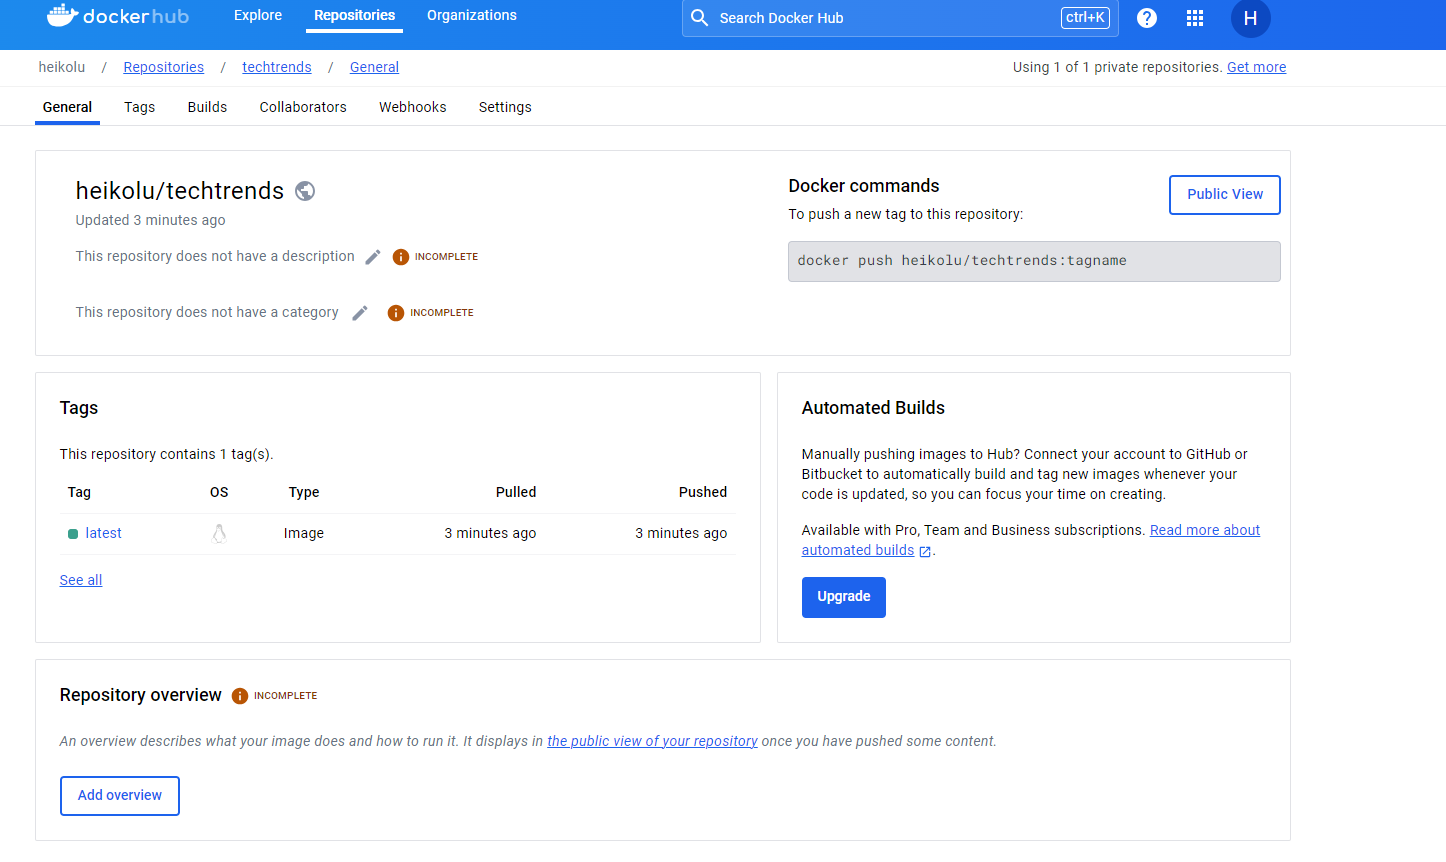 dockerhub
Explore
Repositories
Organizations
Search Docker Hub
ctrl+K
?
H
heikolu / Repositories / techtrends / General
Using 1 of 1 private repositories. Get more
General
Tags
Builds
Collaborators
Webhooks
Settings
heikolu/techtrends
Updated 3 minutes ago
This repository does not have a description
INCOMPLETE
This repository does not have a category
INCOMPLETE
Docker commands
Public View
To push a new tag to this repository:
docker push heikolu/techtrends:tagname
Tags
This repository contains 1 tag(s).
Tag OS Type Pulled Pushed
latest Image 3 minutes ago 3 minutes ago
See all
Automated Builds
Manually pushing images to Hub? Connect your account to GitHub or
Bitbucket to automatically build and tag new images whenever your
code is updated, so you can focus your time on creating.
Available with Pro, Team and Business subscriptions. Read more about
automated builds .
Upgrade
Repository overview
INCOMPLETE
An overview describes what your image does and how to run it. It displays in the public view of your repository once you have pushed some content.
Add overview